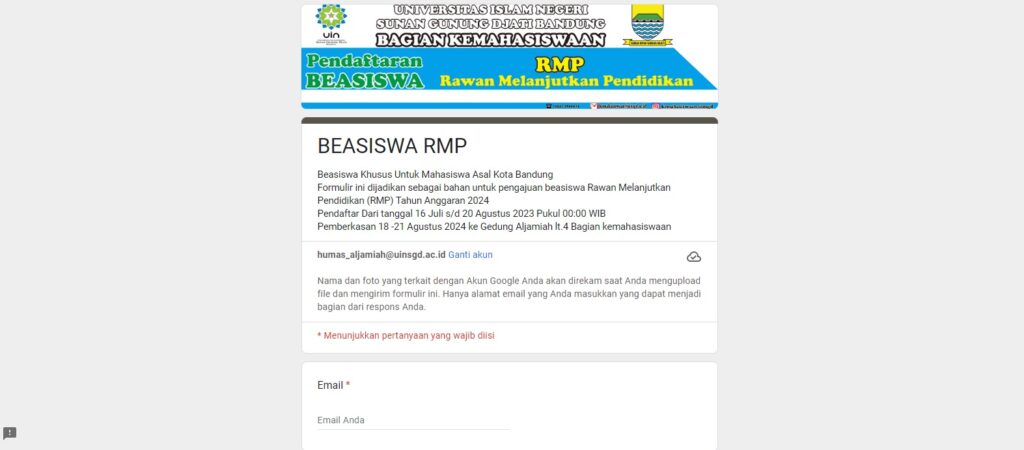 UNIVERSITAS ISLAM NEGERI
SUNAN GUNUNG DJATI BANDUNG
BAGIAN KEMAHASISWAAN
uin
Pendaftaran
BEASISWA
RMP
Rawan Melanjutkan Pendidikan
BEASISWA RMP
Beasiswa Khusus Untuk Mahasiswa Asal Kota Bandung
Formulir ini dijadikan sebagai bahan untuk pengajuan beasiswa Rawan Melanjutkan
Pendidikan (RMP) Tahun Anggaran 2024
Pendaftar Dari tanggal 16 Juli s/d 20 Agustus 2023 Pukul 00:00 WIB
Pemberkasan 18 -21 Agustus 2024 ke Gedung Aljamiah lt.4 Bagian kemahasiswaan
humas_aljamiah@uinsgd.ac.id Ganti akun
Nama dan foto yang terkait dengan Akun Google Anda akan direkam saat Anda mengupload
file dan mengirim formulir ini. Hanya alamat email yang Anda masukkan yang dapat menjadi
bagian dari respons Anda.
* Menunjukkan pertanyaan yang wajib diisi
Email *
Email Anda